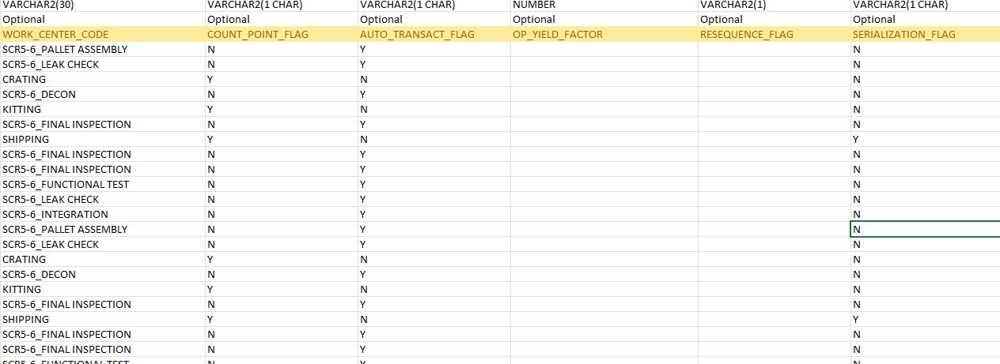 VARCHAR2(30) VARCHAR2(1 CHAR) VARCHAR2(1 CHAR) NUMBER VARCHAR2(1) VARCHAR2(1 CHAR)
Optional Optional Optional Optional Optional Optional
WORK_CENTER_CODE COUNT_POINT_FLAG AUTO_TRANSACT_FLAG OP_YIELD_FACTOR RESEQUENCE_FLAG SERIALIZATION_FLAG
SCR5-6_PALLET ASSEMBLY N Y N
SCR5-6_LEAK CHECK N Y N
CRATING Y N N
SCR5-6_DECON N Y N
KITTING Y N N
SCR5-6_FINAL INSPECTION N Y N
SHIPPING Y N Y
SCR5-6_FINAL INSPECTION N Y N
SCR5-6_FINAL INSPECTION N Y N
SCR5-6_FUNCTIONAL TEST N Y N
SCR5-6_LEAK CHECK N Y N
SCR5-6_INTEGRATION N Y N
SCR5-6_PALLET ASSEMBLY N Y N
SCR5-6_LEAK CHECK N Y N
CRATING Y N N
SCR5-6_DECON N Y N
KITTING Y N N
SCR5-6_FINAL INSPECTION N Y N
SHIPPING Y N Y
SCR5-6_FINAL INSPECTION N Y N
SCR5-6_FINAL INSPECTION N Y N
SCR5-6_FUNCTIONAL TEST N Y N